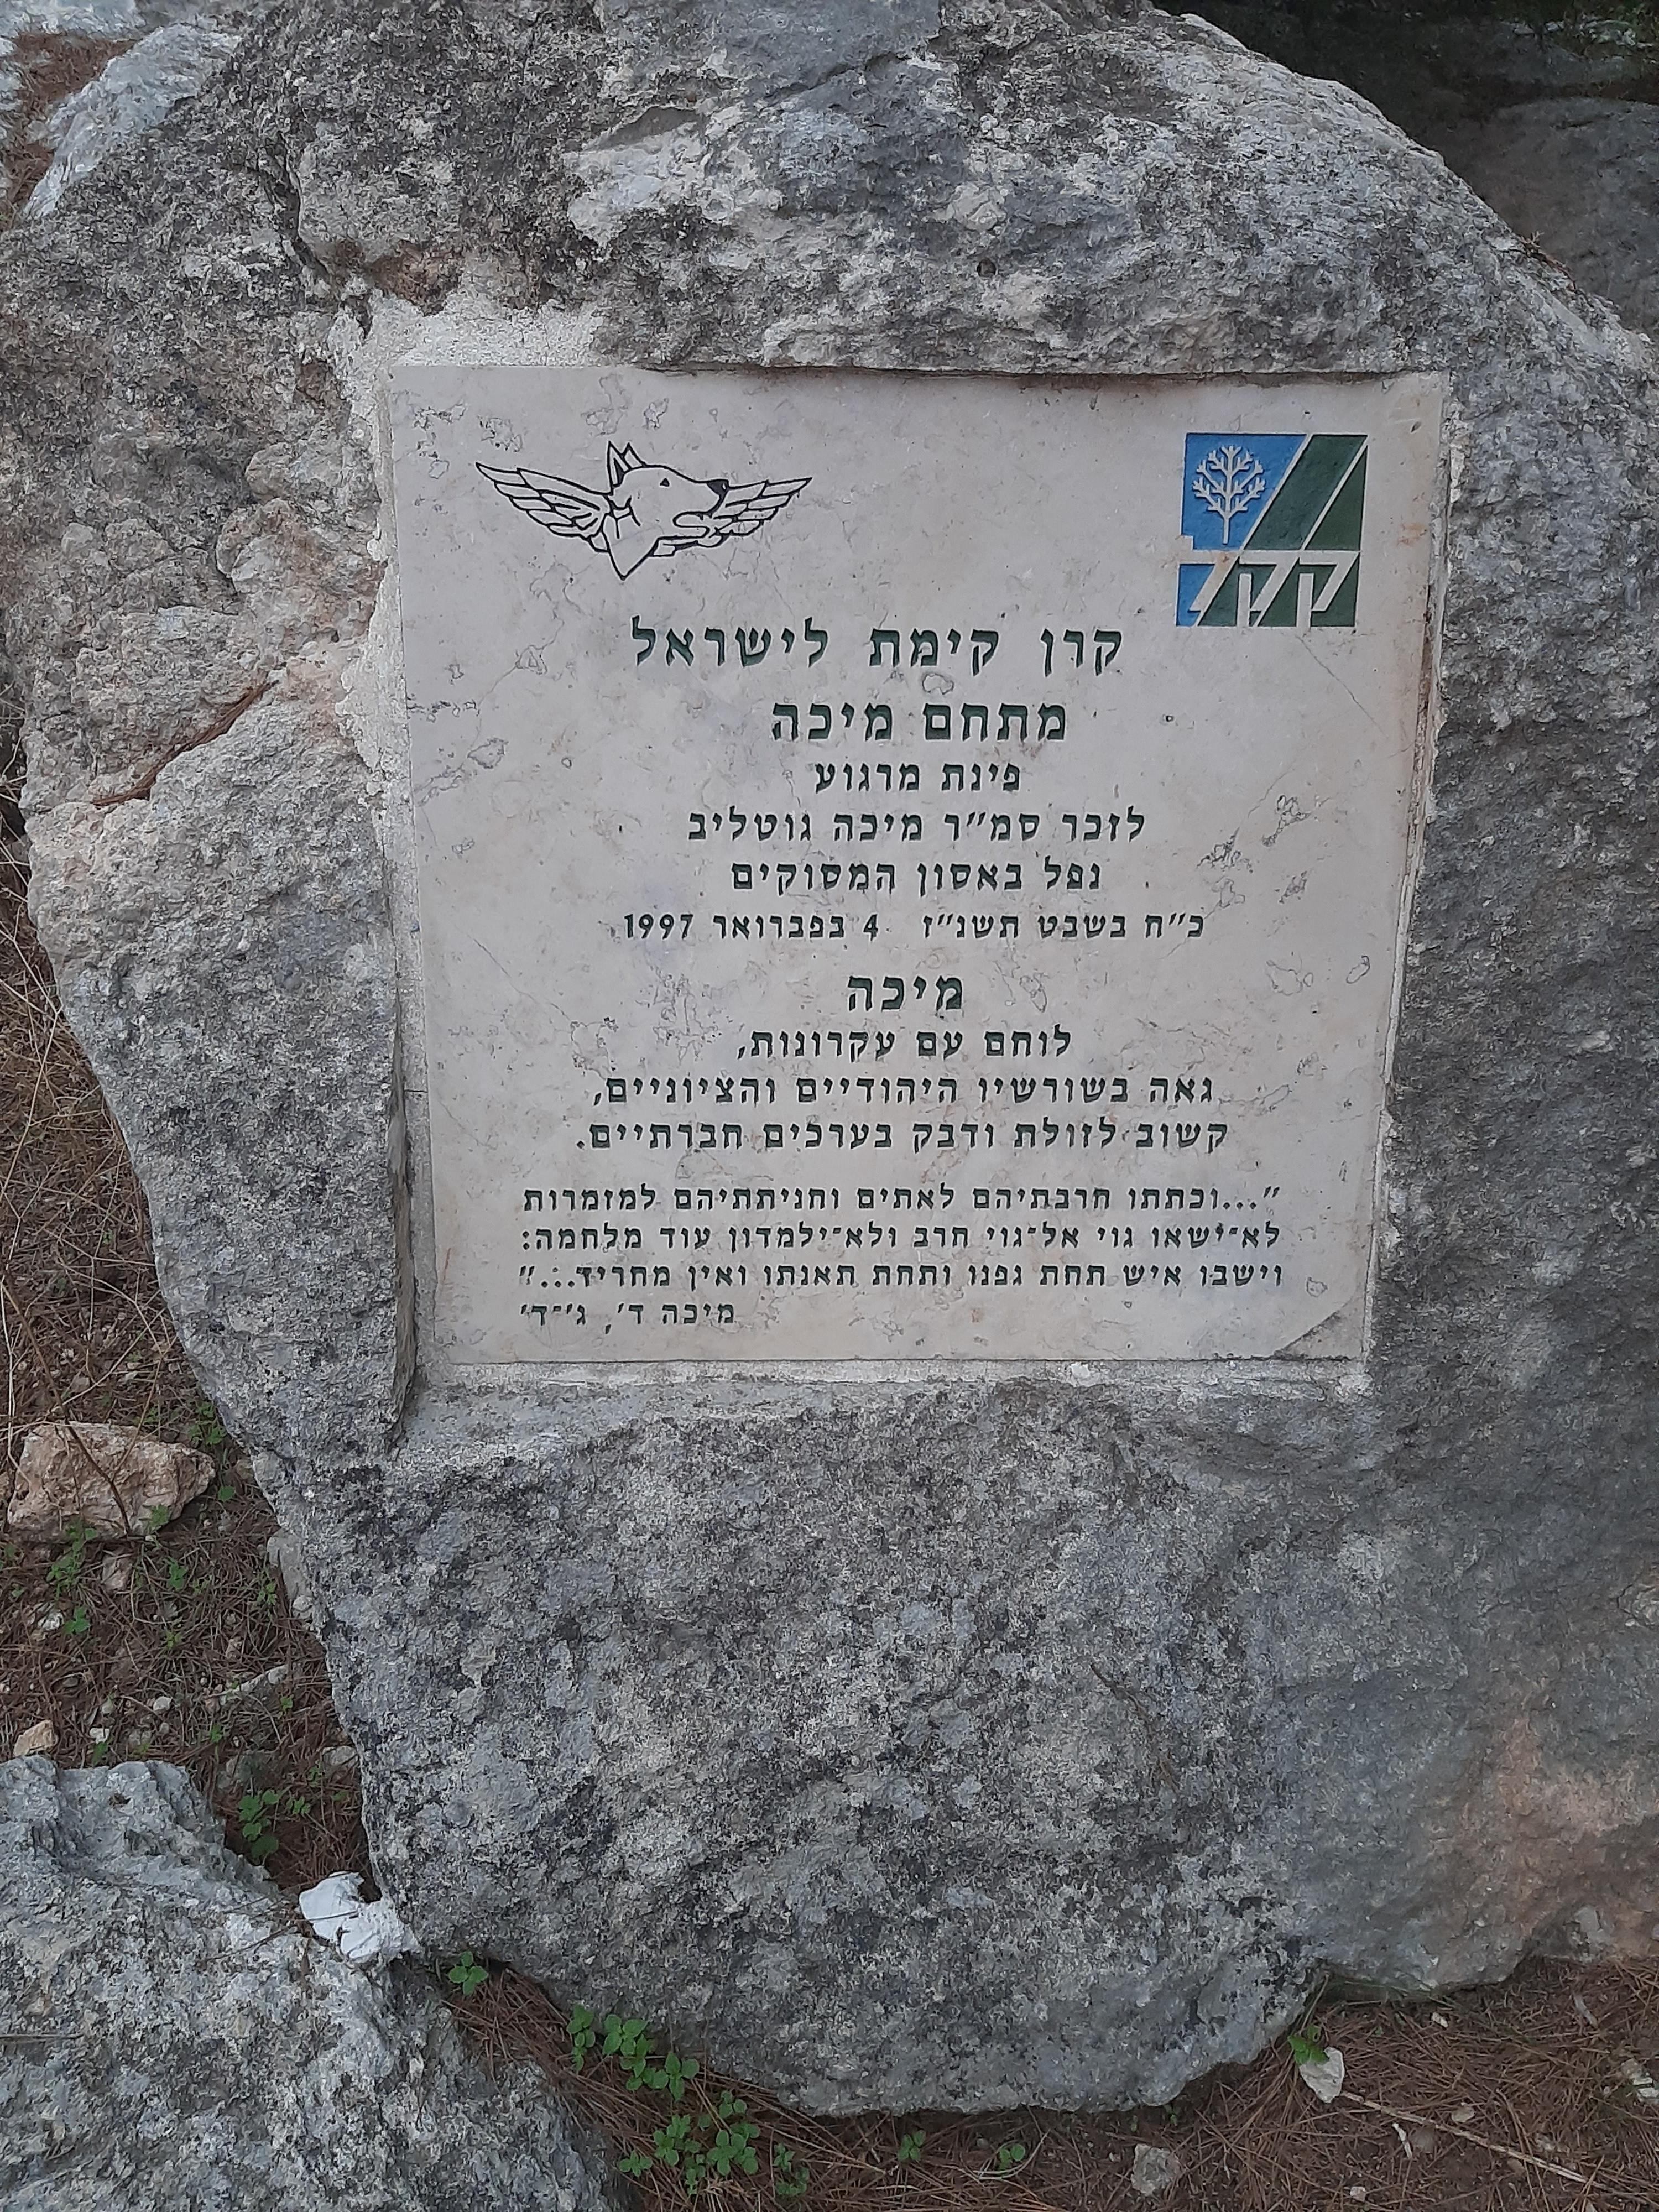 קקל
קרן קימת לישראל
מתחם מיכה
פינת מרגוע
לזכר סמ"ר מיכה גוטליב
נפל באסון המסוקים
כ"ח בשבט תשנ"ז 4 בפברואר 1997
מיכה
לוחם עם עקרונות,
גאה בשורשיו היהודיים והציוניים,
קשוב לזולת ודבק בערכים חברתיים.
"...וכתתו חרבתיהם לאתים וחניתתיהם למזמרות
לא־ישאו גוי אל־גוי חרב ולא־ילמדון עוד מלחמה:
וישבו איש תחת גפנו ותחת תאנתו ואין מחריד..."
מיכה ד', ג'־ד'